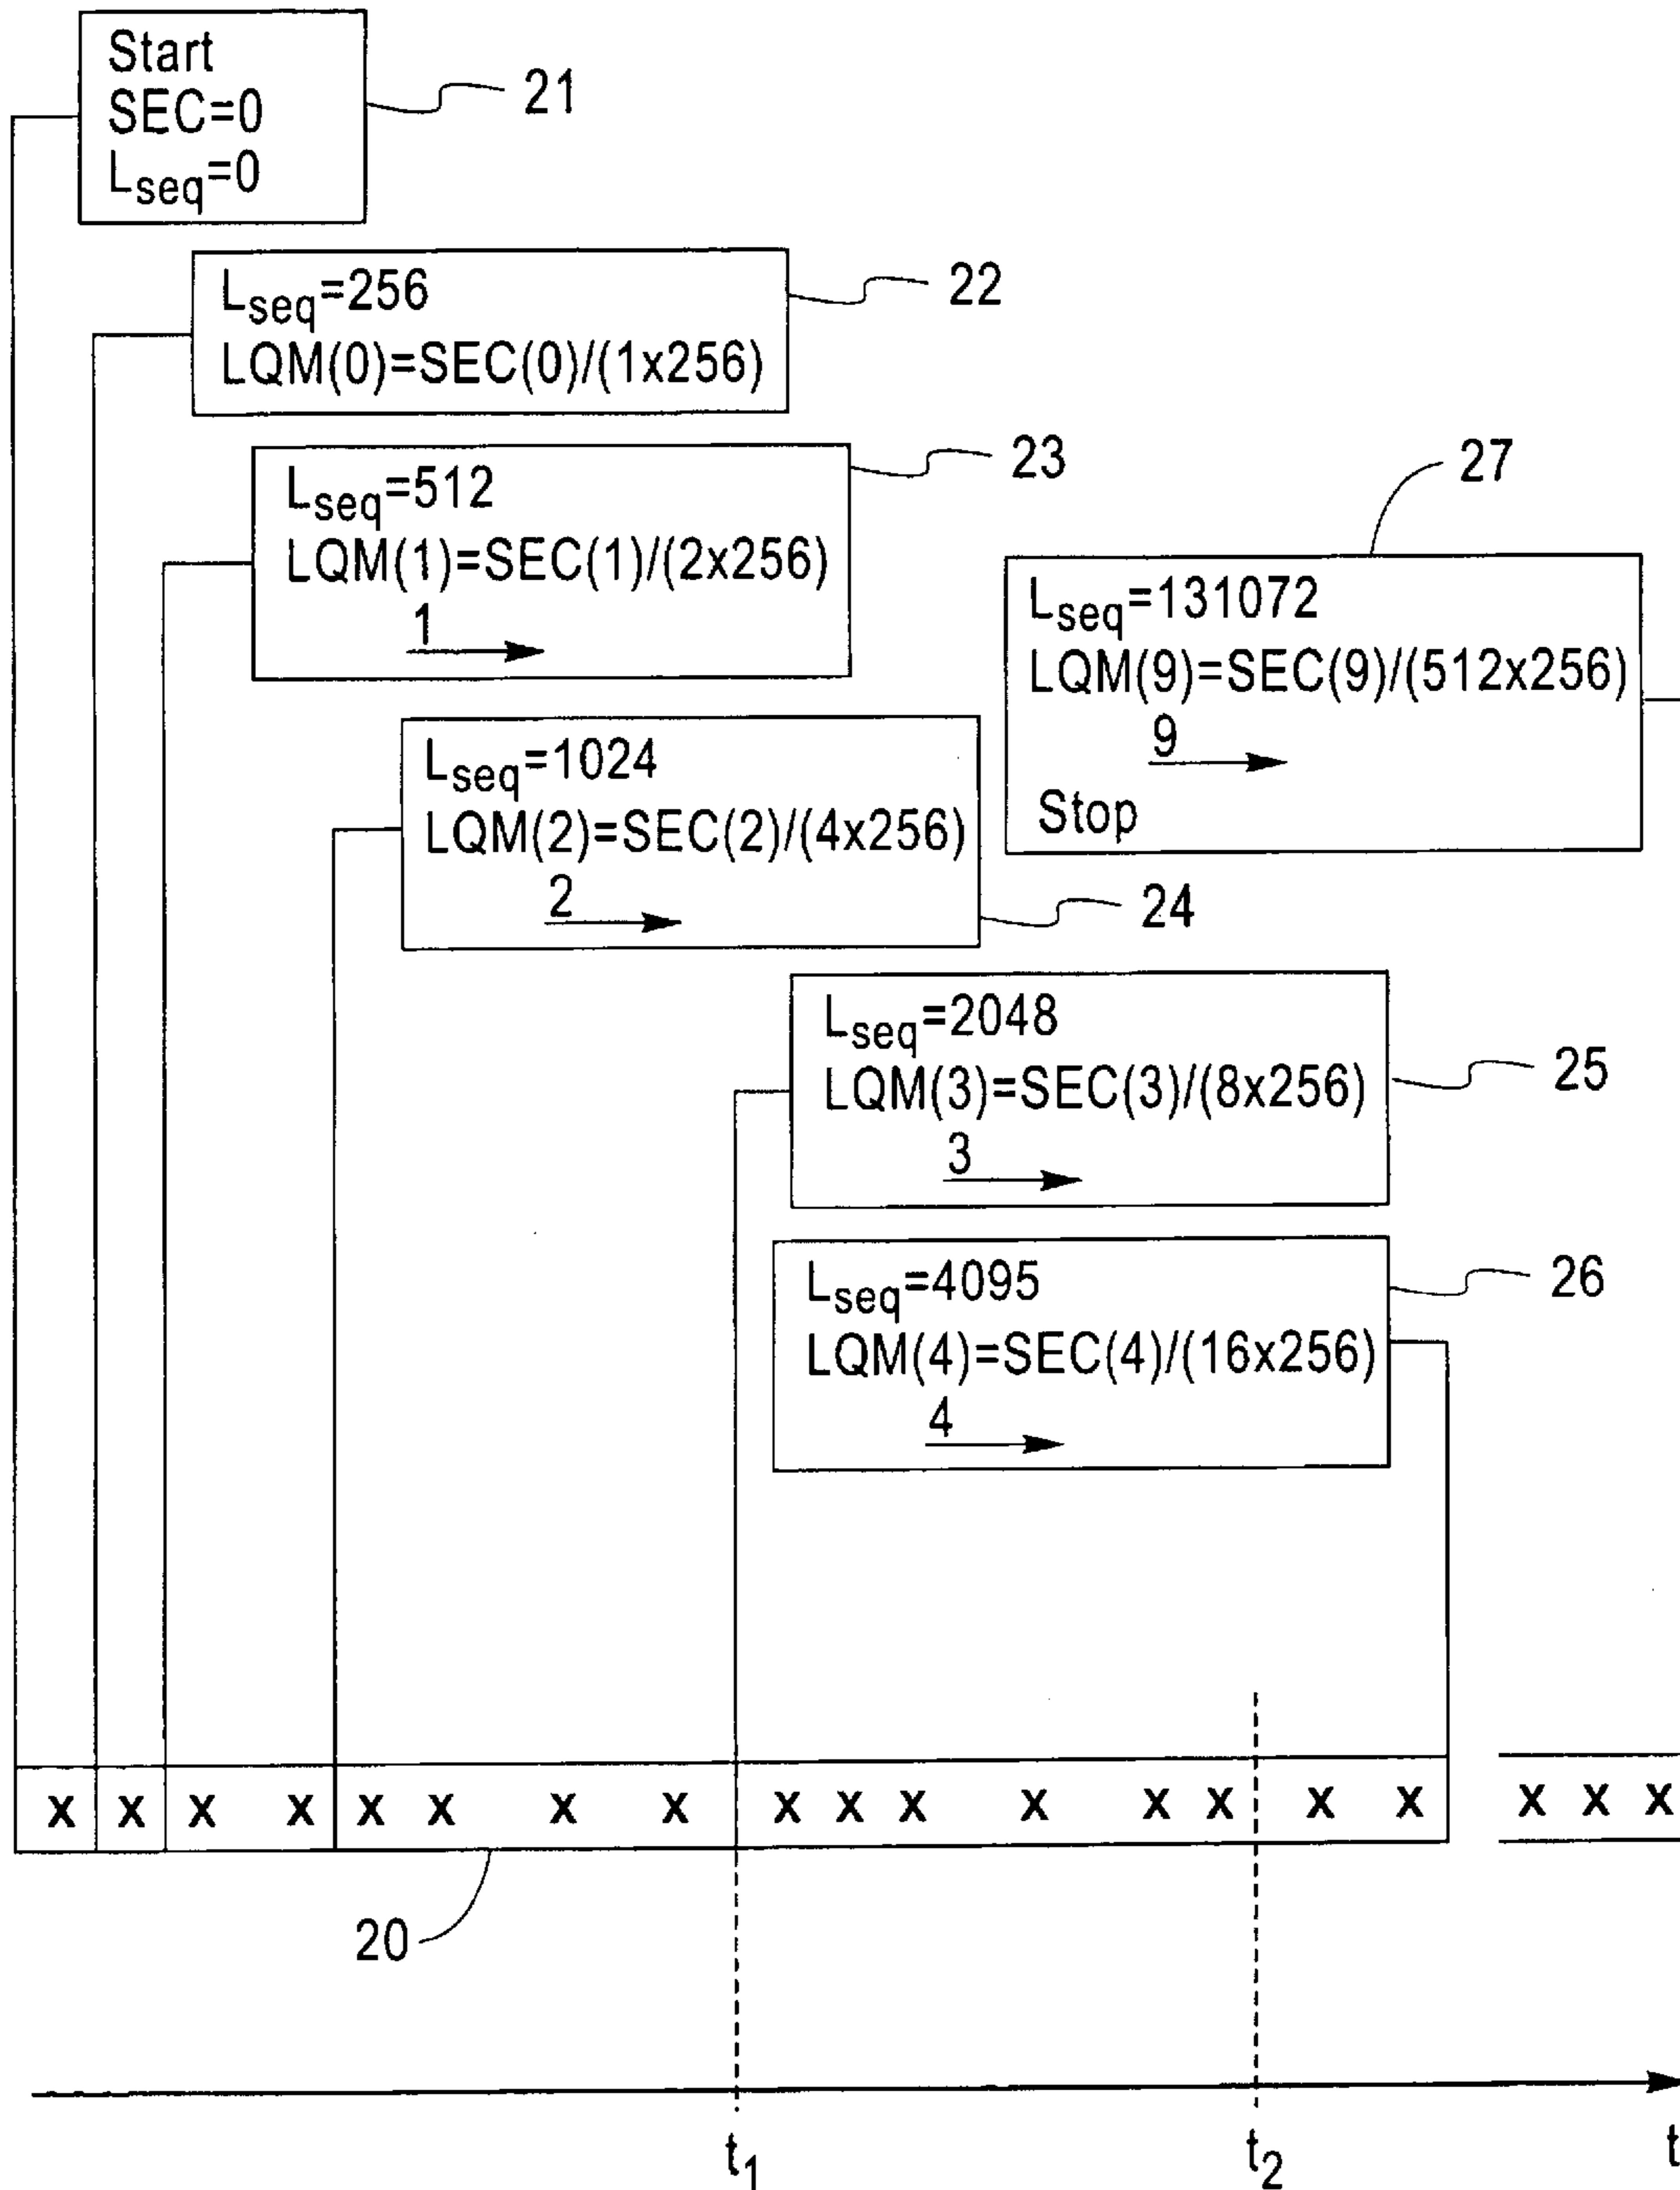 Start
SEC=0
Lseq=0
21
Lseq=256
LQM(0)=SEC(0)/(1x256)
22
Lseq=512
LQM(1)=SEC(1)/(2x256)
1
23
Lseq=1024
LQM(2)=SEC(2)/(4x256)
2
24
27
Lseq=131072
LQM(9)=SEC(9)/(512x256)
9
Stop
Lseq=2048
LQM(3)=SEC(3)/(8x256)
3
25
Lseq=4095
LQM(4)=SEC(4)/(16x256)
4
26
x x x x x x x x x x x x x x x x x x x
20
t1 t2 t